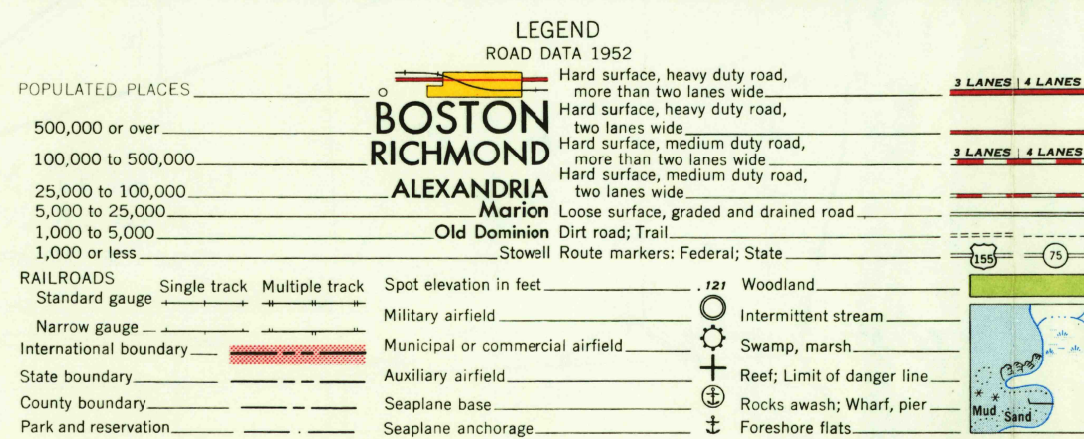 LEGEND
ROAD DATA 1952
POPULATED PLACES
500,000 or over BOSTON
100,000 to 500,000 RICHMOND
25,000 to 100,000 ALEXANDRIA
5,000 to 25,000 Marion
1,000 to 5,000 Old Dominion
1,000 or less Stowell
Hard surface, heavy duty road,
more than two lanes wide 3 LANES 4 LANES
Hard surface, heavy duty road,
two lanes wide
Hard surface, medium duty road,
more than two lanes wide 3 LANES 4 LANES
Hard surface, medium duty road,
two lanes wide
Loose surface, graded and drained road
Dirt road; Trail
Route markers: Federal; State 155 75
RAILROADS Single track Multiple track
Standard gauge
Narrow gauge
International boundary
State boundary
County boundary
Park and reservation
Spot elevation in feet .121
Military airfield
Municipal or commercial airfield
Auxiliary airfield
Seaplane base
Seaplane anchorage
Woodland
Intermittent stream
Swamp, marsh
Reef; Limit of danger line
Rocks awash; Wharf, pier
Foreshore flats
Mud Sand